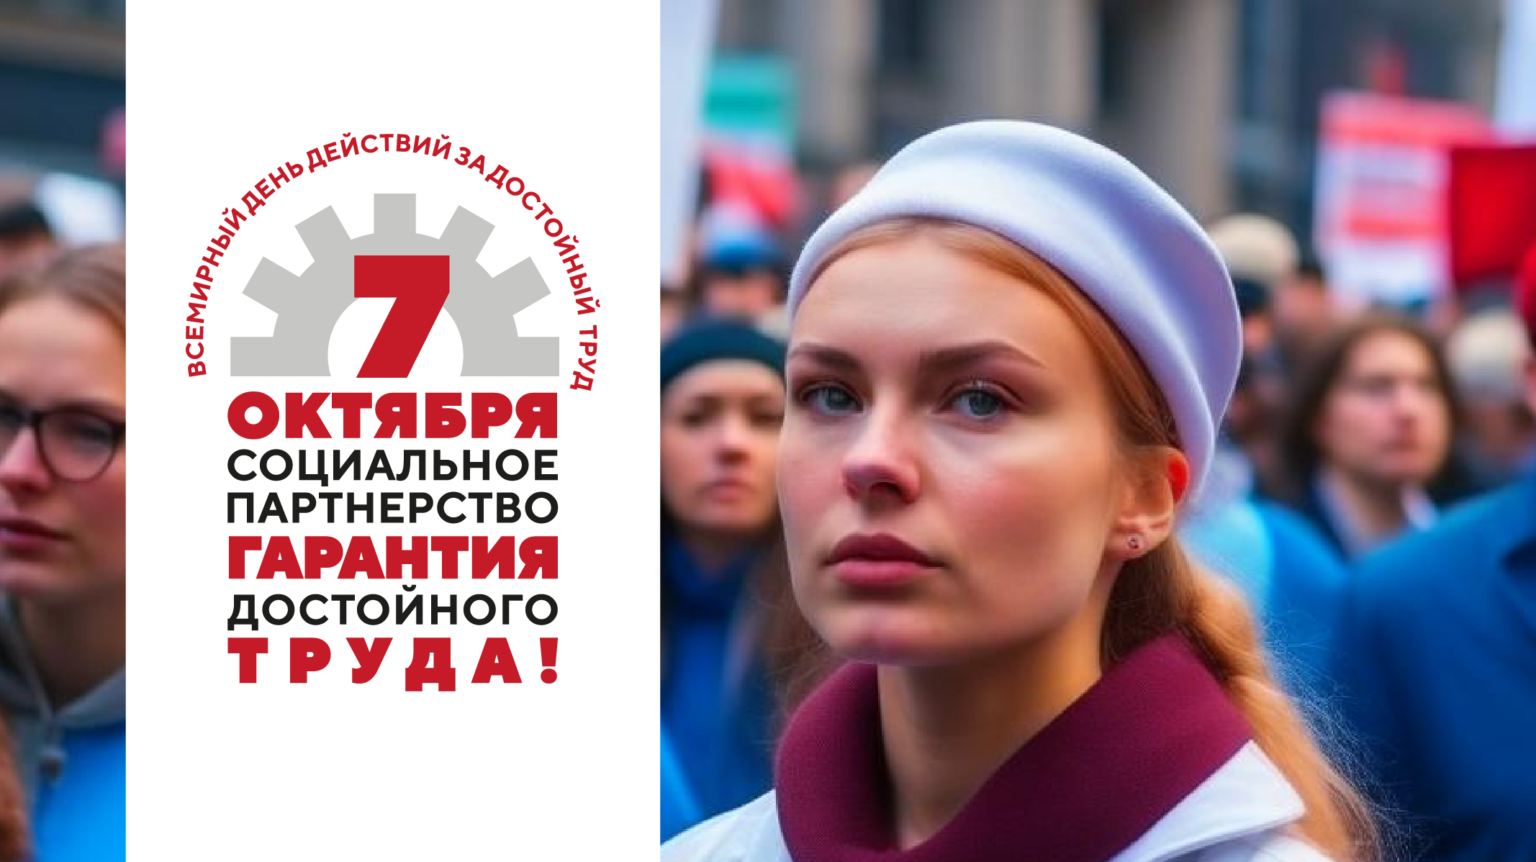 ВСЕМИРНЫЙ ДЕНЬ ДЕЙСТВИЙ ЗА ДОСТОЙНЫЙ ТРУД
7
ОКТЯБРЯ
СОЦИАЛЬНОЕ
ПАРТНЕРСТВО
ГАРАНТИЯ
ДОСТОЙНОГО
ТРУДА!